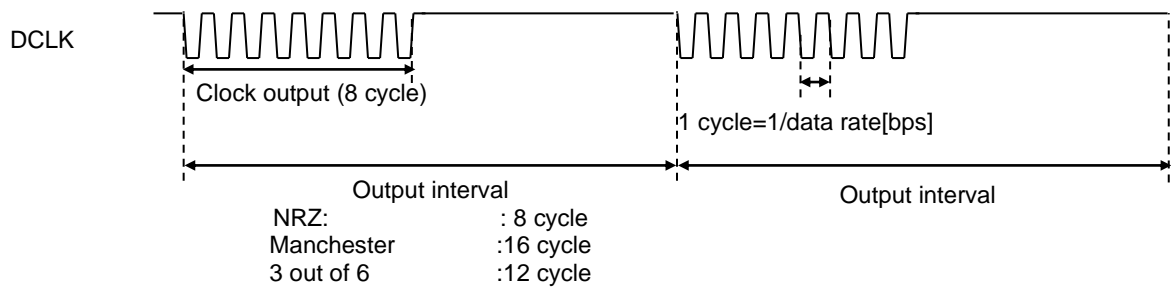 DCLK
Clock output (8 cycle)
1 cycle=1/data rate[bps]
Output interval
Output interval
NRZ: : 8 cycle
Manchester :16 cycle
3 out of 6 :12 cycle